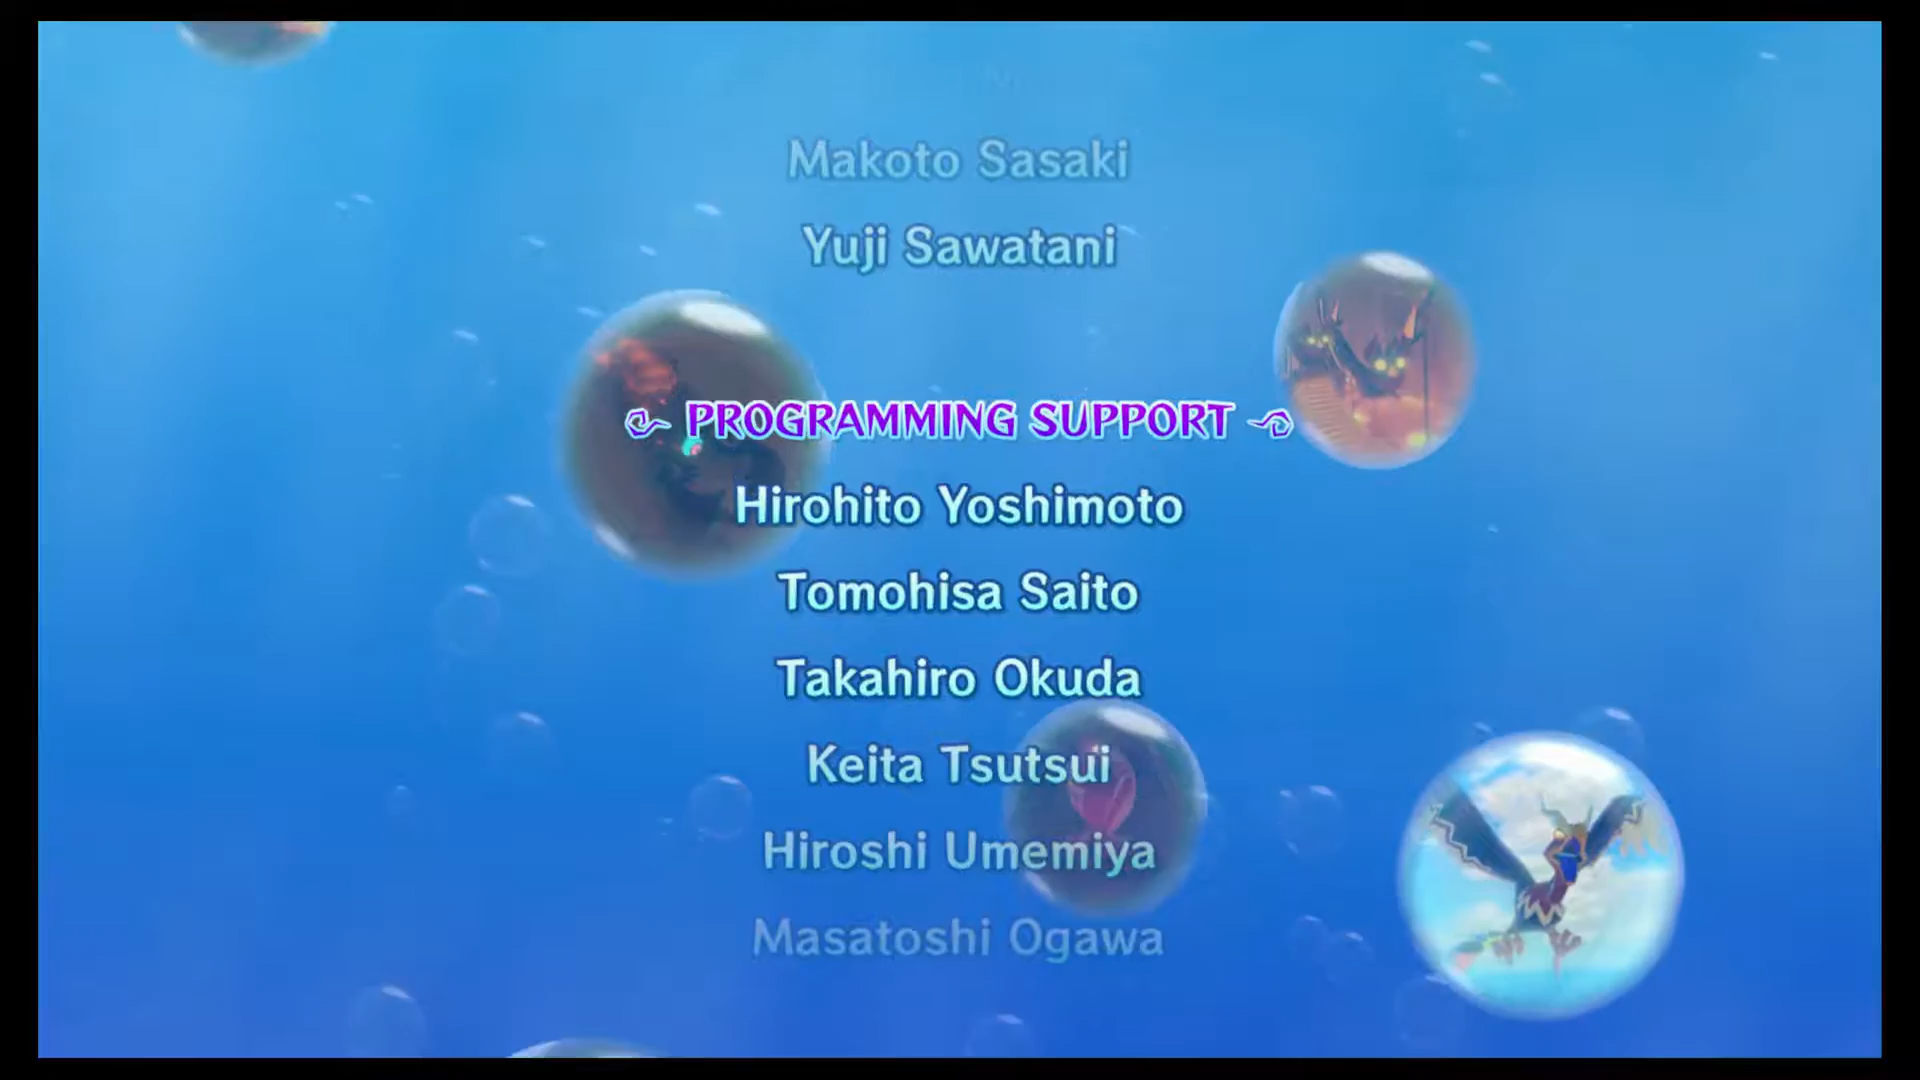 Makoto Sasaki
Yuji Sawatani
PROGRAMMING SUPPORT
Hirohito Yoshimoto
Tomohisa Saito
Takahiro Okuda
Keita Tsutsui
Hiroshi Umemiya
Masatoshi Ogawa